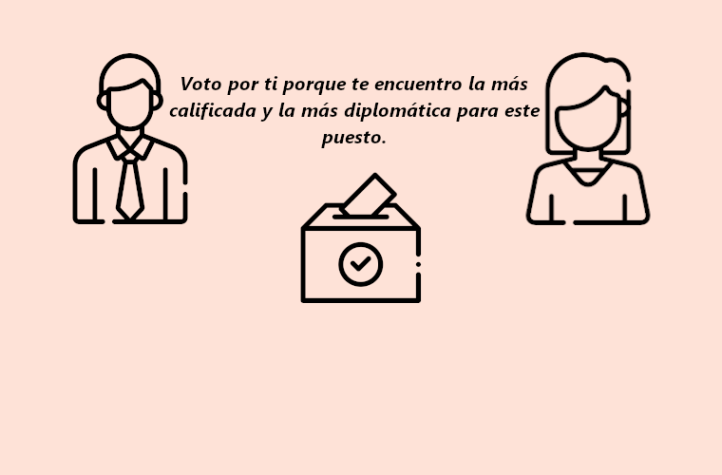 Voto por ti porque te encuentro la más
calificada y la más diplomática para este
puesto.